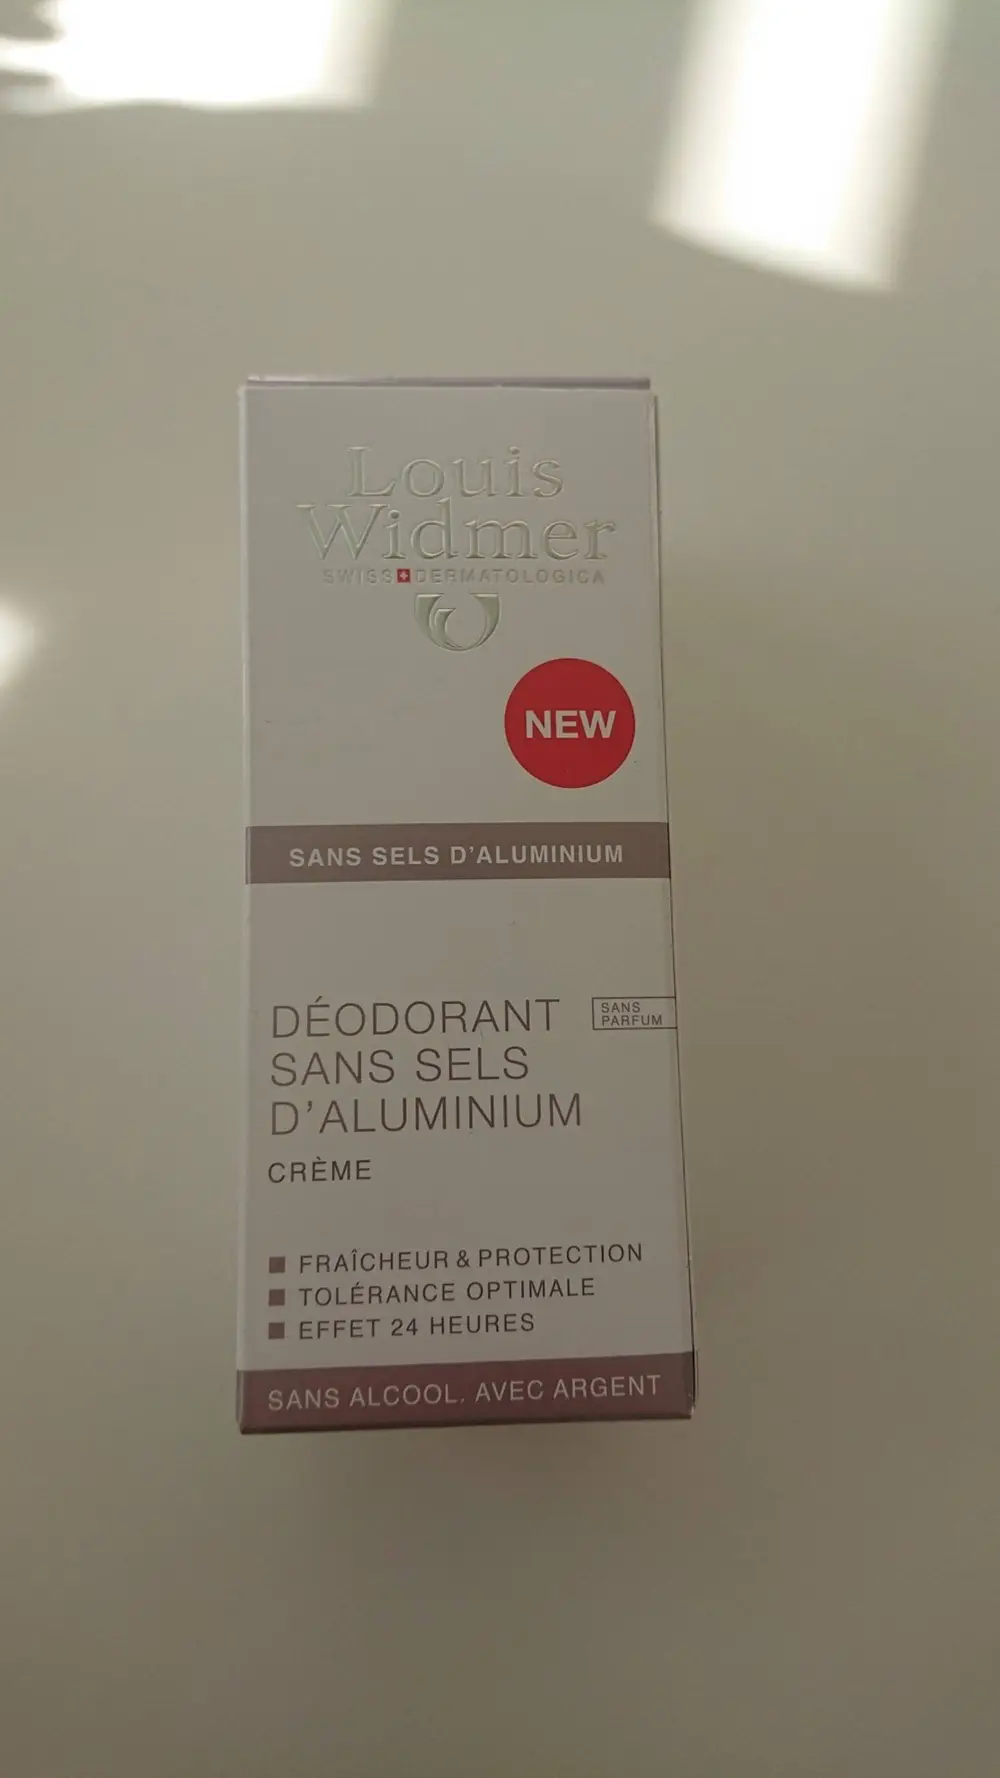 Louis
Widmer
SWISS DERMATOLOGICA
NEW
SANS SELS D'ALUMINIUM
DÉODORANT
SANS
PARFUM
SANS SELS
D'ALUMINIUM
CRÈME
FRAÎCHEUR & PROTECTION
TOLÉRANCE OPTIMALE
EFFET 24 HEURES
SANS ALCOOL. AVEC ARGENT